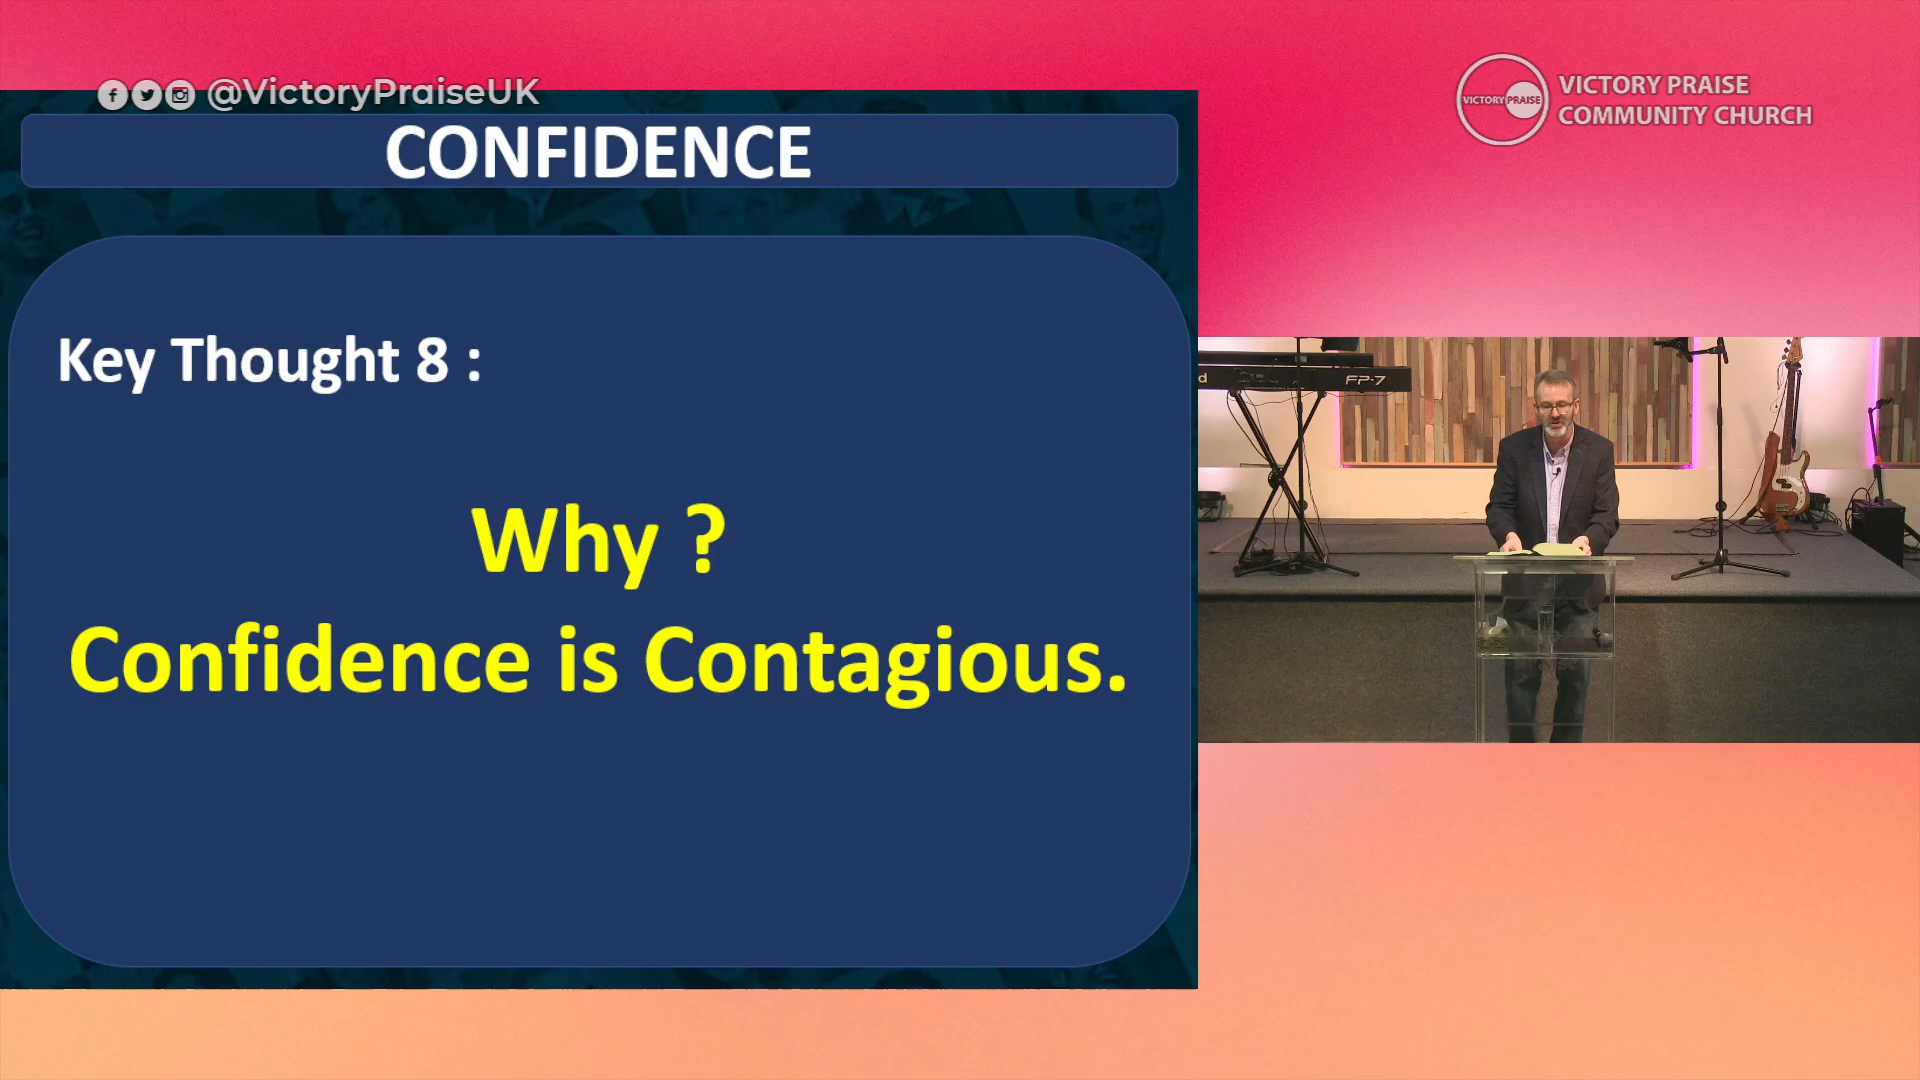 @VictoryPraiseUK
VICTORY PRAISE
VICTORY PRAISE
COMMUNITY CHURCH
CONFIDENCE
Key Thought 8 :
Why ?
Confidence is Contagious.
d
FP-7